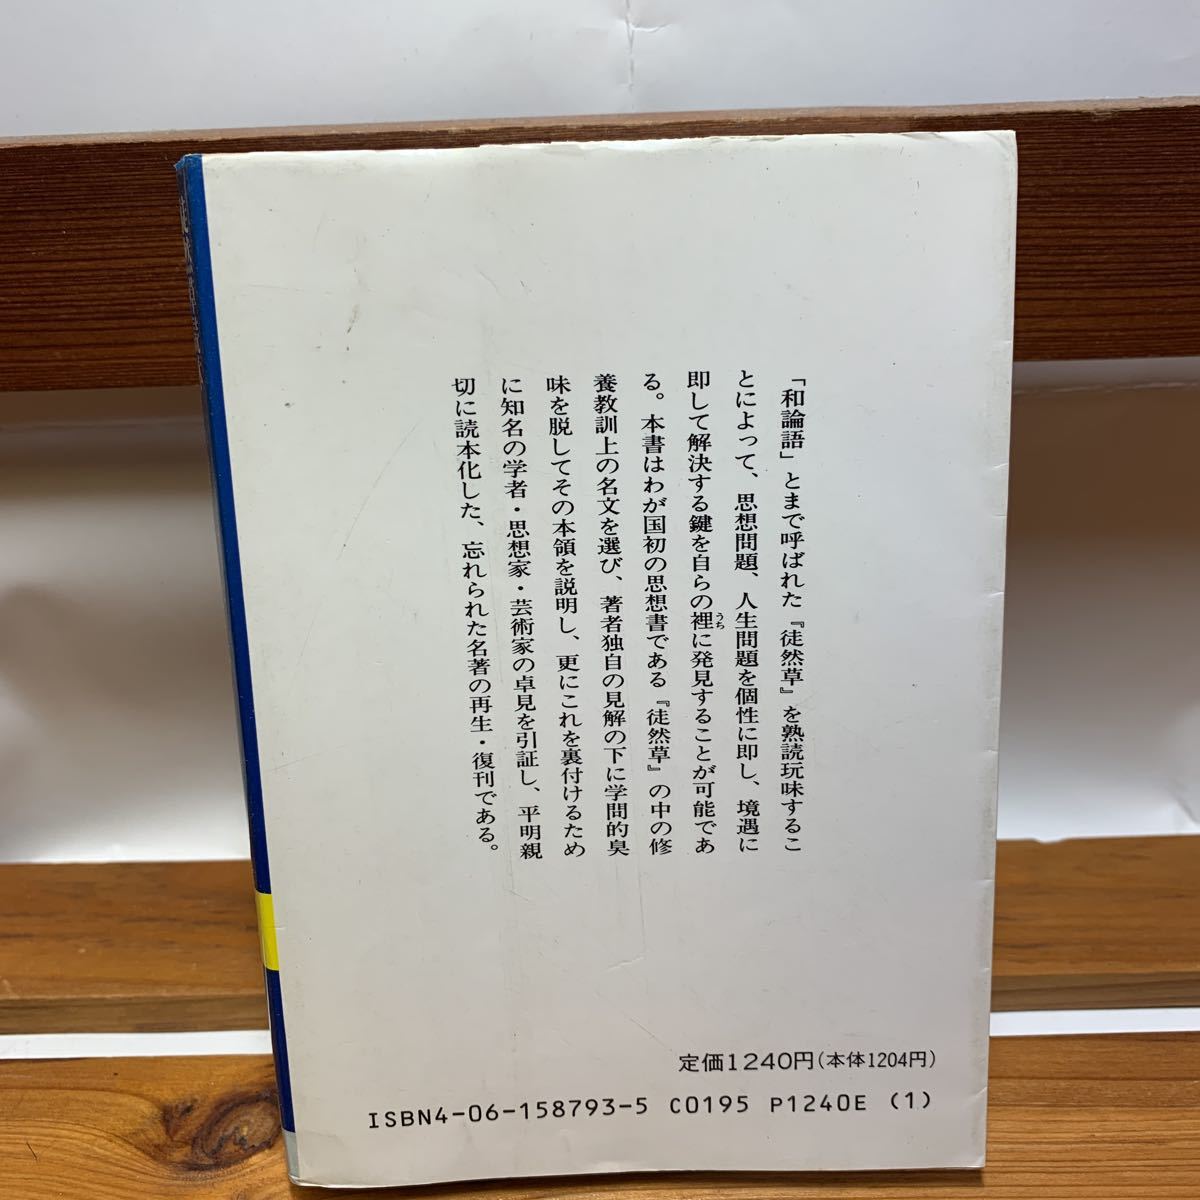 「和論語」とまで呼ばれた『徒然草』を熟読玩味するこ
とによって、思想問題、人生問題を個性に即し、境遇に
即して解決する鍵を自らの裡に発見することが可能であ
うち
る。本書はわが国初の思想書である『徒然草』の中の修
養教訓上の名文を選び、著者独自の見解の下に学問的臭
味を脱してその本領を説明し、更にこれを裏付けるため
に知名の学者・思想家・芸術家の卓見を引証し、平明親
切に読本化した、忘れられた名著の再生・復刊である。
定価1240円(本体1204円)
ISBN4-06-158793-5 C0195 P1240E (1)